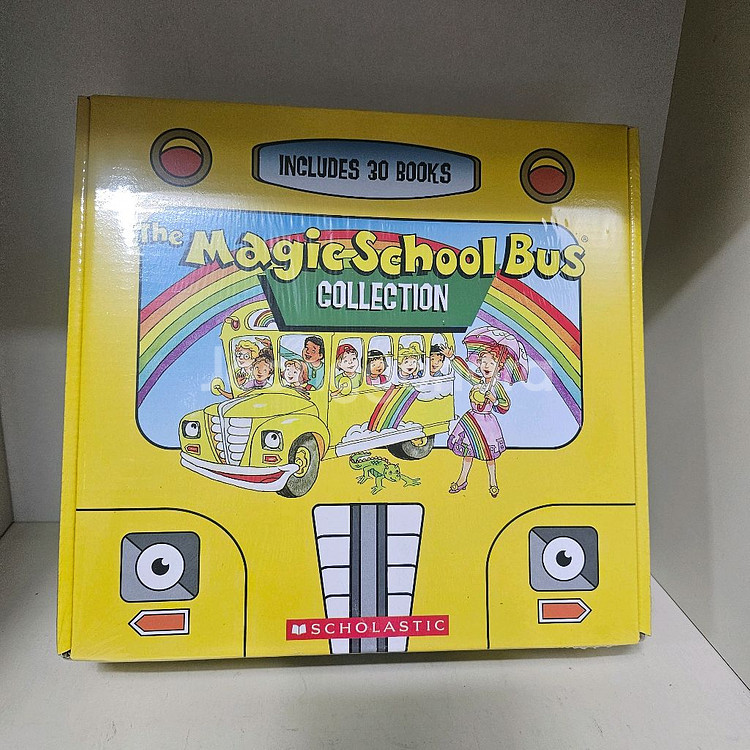 INCLUDES 30 BOOKS
The Magic School Bus®
COLLECTION
SCHOLASTIC